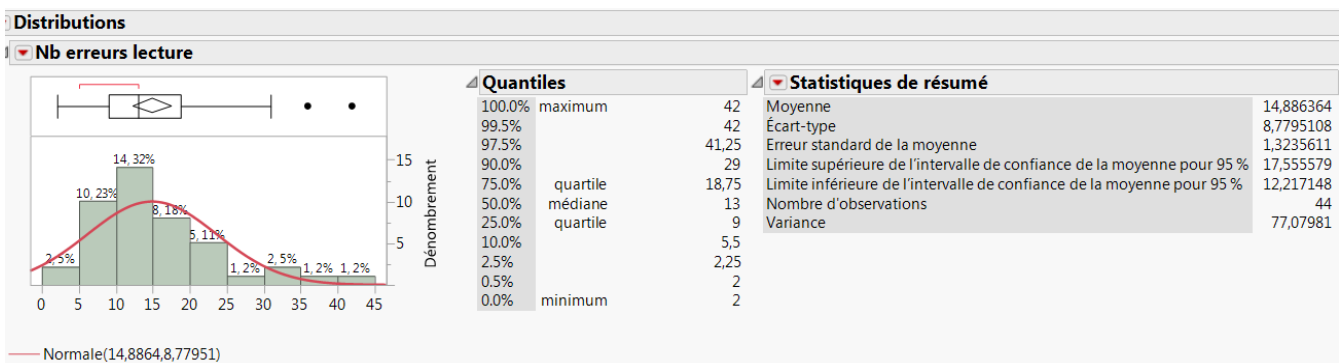 Distributions
Nb erreurs lecture
14, 32%
10, 23%
8, 18%
5, 11%
2, 5%
1, 2%
2, 5%
1, 2%
1, 2%
15
10
5
Dénombrement
0 5 10 15 20 25 30 35 40 45
Normale(14,8864,8,77951)
Quantiles
100.0% maximum 42
99.5% 42
97.5% 41,25
90.0% 29
75.0% quartile 18,75
50.0% médiane 13
25.0% quartile 9
10.0% 5,5
2.5% 2,25
0.5% 2
0.0% minimum 2
Statistiques de résumé
Moyenne 14,886364
Écart-type 8,7795108
Erreur standard de la moyenne 1,3235611
Limite supérieure de l'intervalle de confiance de la moyenne pour 95 % 17,555579
Limite inférieure de l'intervalle de confiance de la moyenne pour 95 % 12,217148
Nombre d'observations 44
Variance 77,07981